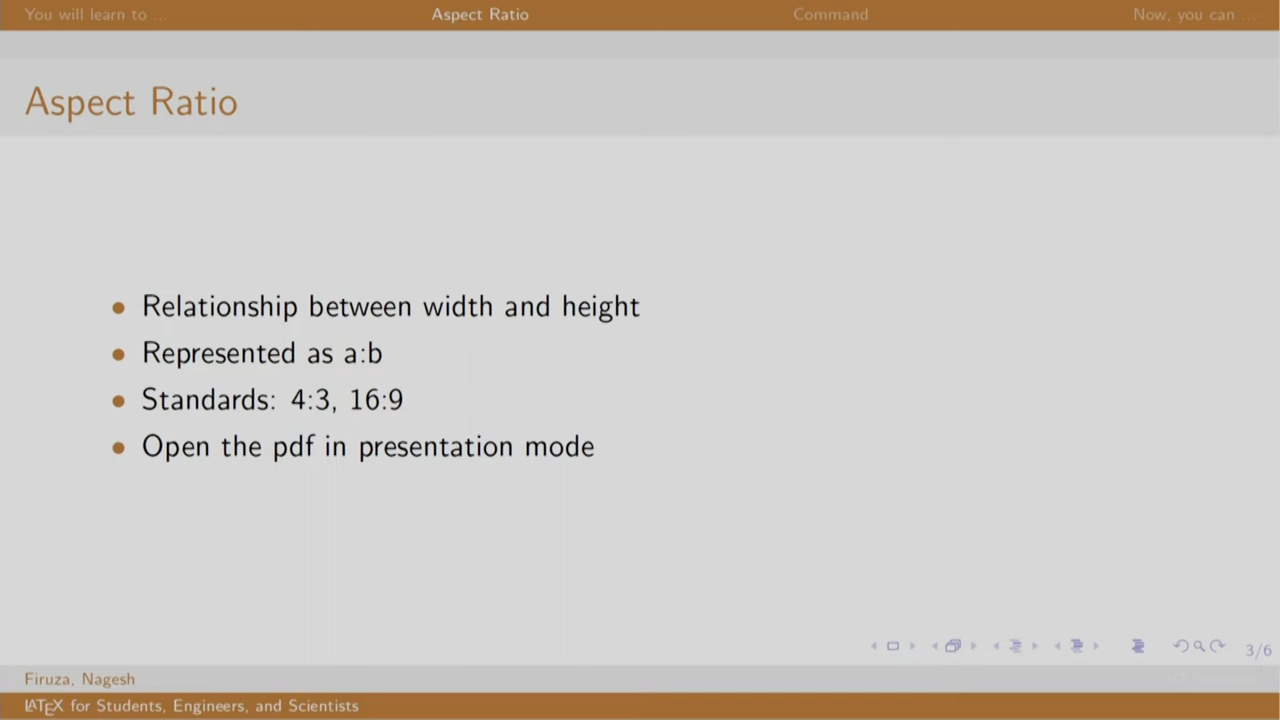 You will learn to ... Aspect Ratio Command Now, you can ...
Aspect Ratio
• Relationship between width and height
• Represented as a:b
• Standards: 4:3, 16:9
• Open the pdf in presentation mode
3/6
Firuza, Nagesh
LATEX for Students, Engineers, and Scientists